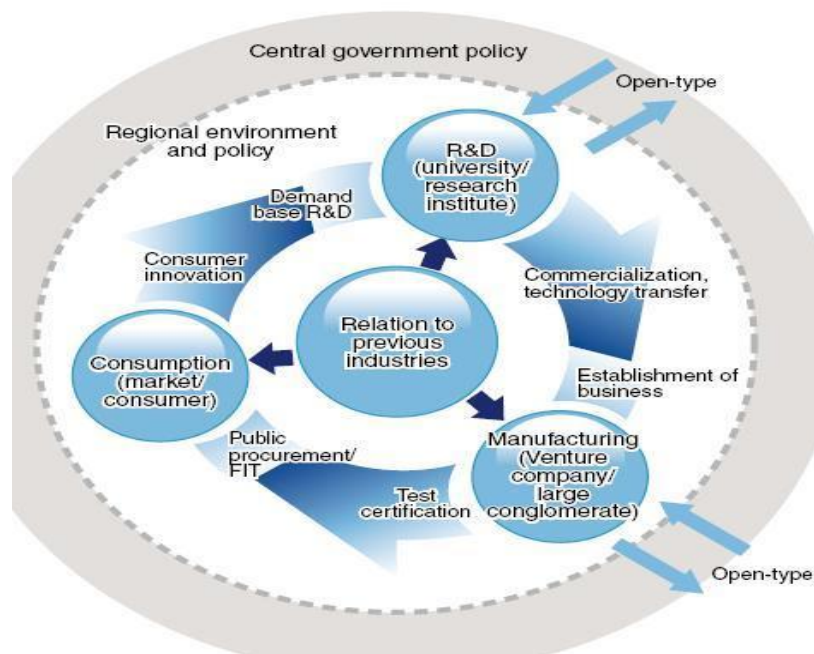 Central government policy
Open-type
Regional environment
and policy
R&D
(university/
research
institute)
Demand
base R&D
Consumer
innovation
Commercialization,
technology transfer
Relation to
previous
industries
Consumption
(market/
consumer)
Establishment of
business
Public
procurement/
FIT
Manufacturing
(Venture
company/
large
conglomerate)
Test
certification
Open-type